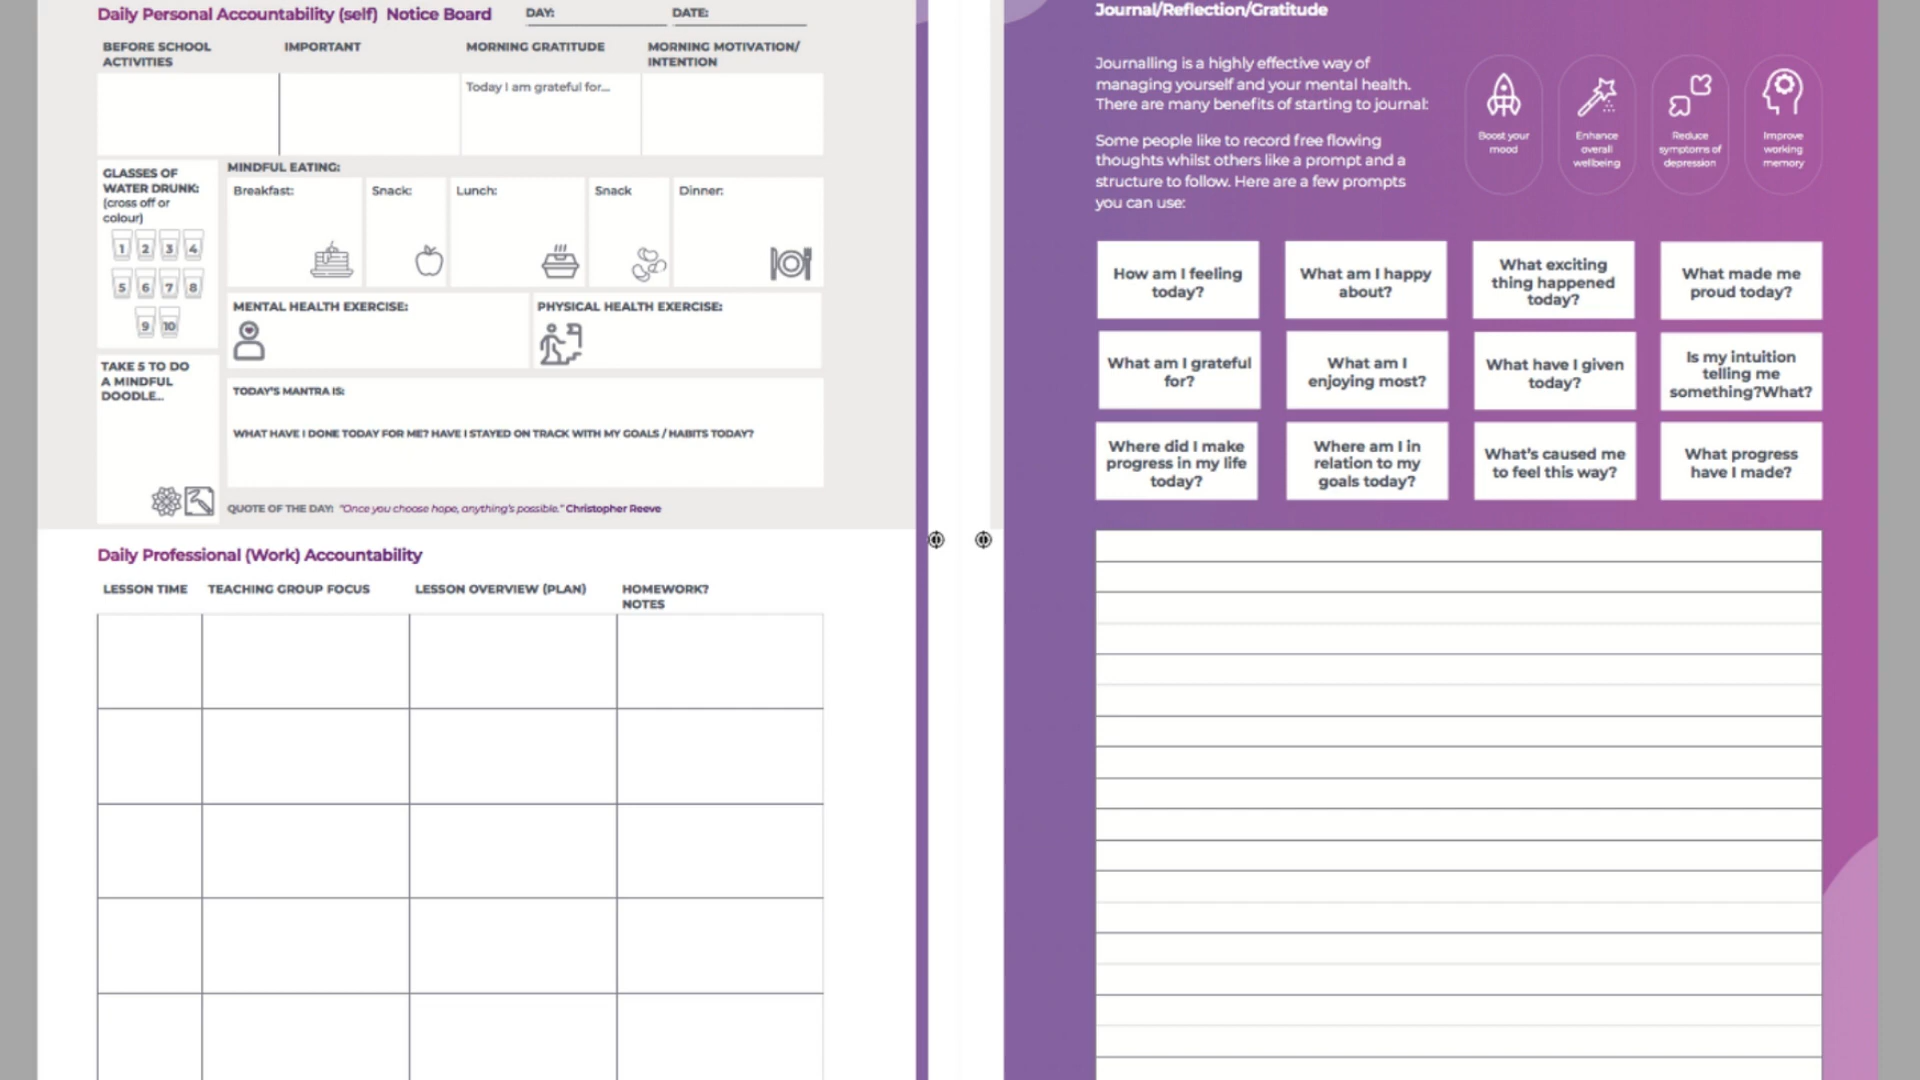 Daily Personal Accountability (self) Notice Board
DAY:
DATE:
BEFORE SCHOOL
ACTIVITIES
IMPORTANT
MORNING GRATITUDE
MORNING MOTIVATION/
INTENTION
Today I am grateful for...
GLASSES OF
WATER DRUNK:
(cross off or
colour)
1 2 3 4
5 6 7 8
9 10
MINDFUL EATING:
Breakfast:
Snack:
Lunch:
Snack
Dinner:
MENTAL HEALTH EXERCISE:
PHYSICAL HEALTH EXERCISE:
TAKE 5 TO DO
A MINDFUL
DOODLE...
TODAY'S MANTRA IS:
WHAT HAVE I DONE TODAY FOR ME? HAVE I STAYED ON TRACK WITH MY GOALS / HABITS TODAY?
QUOTE OF THE DAY: "Once you choose hope, anything's possible." Christopher Reeve
Daily Professional (Work) Accountability
LESSON TIME
TEACHING GROUP FOCUS
LESSON OVERVIEW (PLAN)
HOMEWORK?
NOTES
Journal/Reflection/Gratitude
Journalling is a highly effective way of
managing yourself and your mental health.
There are many benefits of starting to journal:
Some people like to record free flowing
thoughts whilst others like a prompt and a
structure to follow. Here are a few prompts
you can use:
Boost your
mood
Enhance
overall
wellbeing
Reduce
symptoms of
depression
Improve
working
memory
How am I feeling
today?
What am I happy
about?
What exciting
thing happened
today?
What made me
proud today?
What am I grateful
for?
What am I
enjoying most?
What have I given
today?
Is my intuition
telling me
something?What?
Where did I make
progress in my life
today?
Where am I in
relation to my
goals today?
What's caused me
to feel this way?
What progress
have I made?